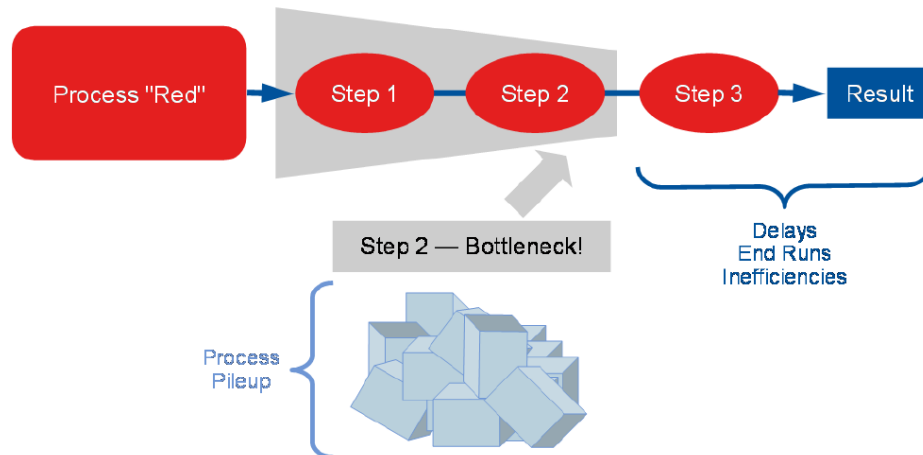 Process "Red"
Step 1
Step 2
Step 3
Result
Step 2 — Bottleneck!
Delays
End Runs
Inefficiencies
Process
Pileup